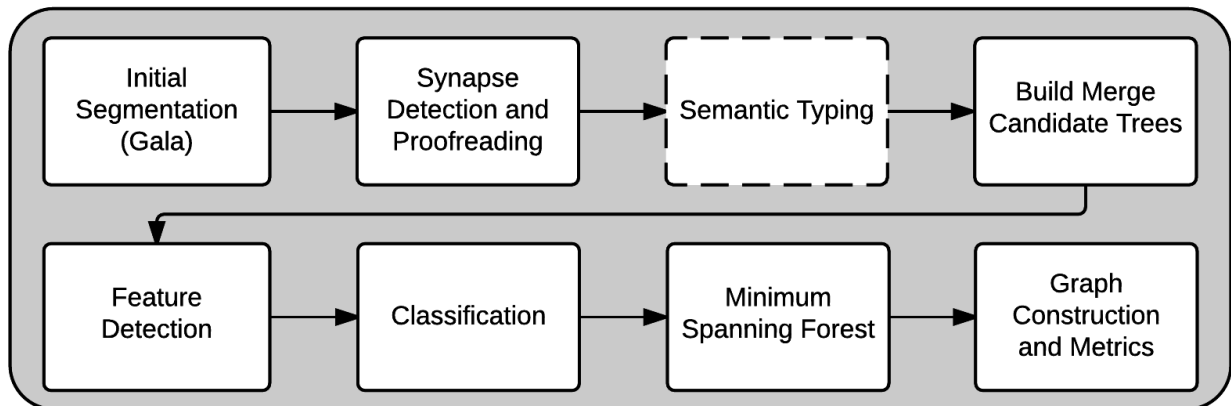 Initial
Segmentation
(Gala)
Synapse
Detection and
Proofreading
Semantic Typing
Build Merge
Candidate Trees
Feature
Detection
Classification
Minimum
Spanning Forest
Graph
Construction
and Metrics